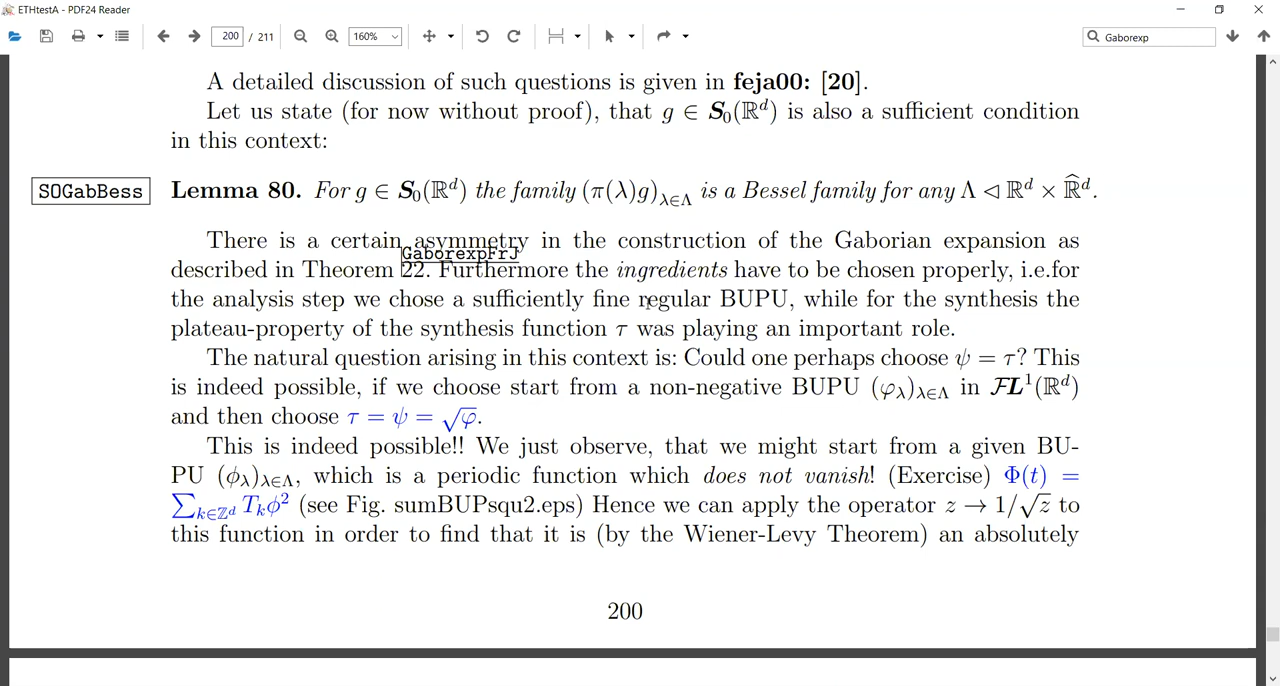 ETHtestA - PDF24 Reader
200 / 211 160% Gaborexp
A detailed discussion of such questions is given in feja00: [20].
Let us state (for now without proof), that g ∈ S₀(ℝᵈ) is also a sufficient condition
in this context:
SOGabBess Lemma 80. For g ∈ S₀(ℝᵈ) the family (π(λ)g)_{λ∈Λ} is a Bessel family for any Λ ⊲ ℝᵈ × ℝ̂ᵈ.
There is a certain asymmetry in the construction of the Gaborian expansion as
GaborexpFrJ
described in Theorem 22. Furthermore the ingredients have to be chosen properly, i.e.for
the analysis step we chose a sufficiently fine regular BUPU, while for the synthesis the
plateau-property of the synthesis function τ was playing an important role.
The natural question arising in this context is: Could one perhaps choose ψ = τ? This
is indeed possible, if we choose start from a non-negative BUPU (φ_λ)_{λ∈Λ} in ℱL¹(ℝᵈ)
and then choose τ = ψ = √φ.
This is indeed possible!! We just observe, that we might start from a given BU-
PU (ϕ_λ)_{λ∈Λ}, which is a periodic function which does not vanish! (Exercise) Φ(t) =
∑_{k∈ℤᵈ} T_kϕ² (see Fig. sumBUPsqu2.eps) Hence we can apply the operator z → 1/√z to
this function in order to find that it is (by the Wiener-Levy Theorem) an absolutely
200